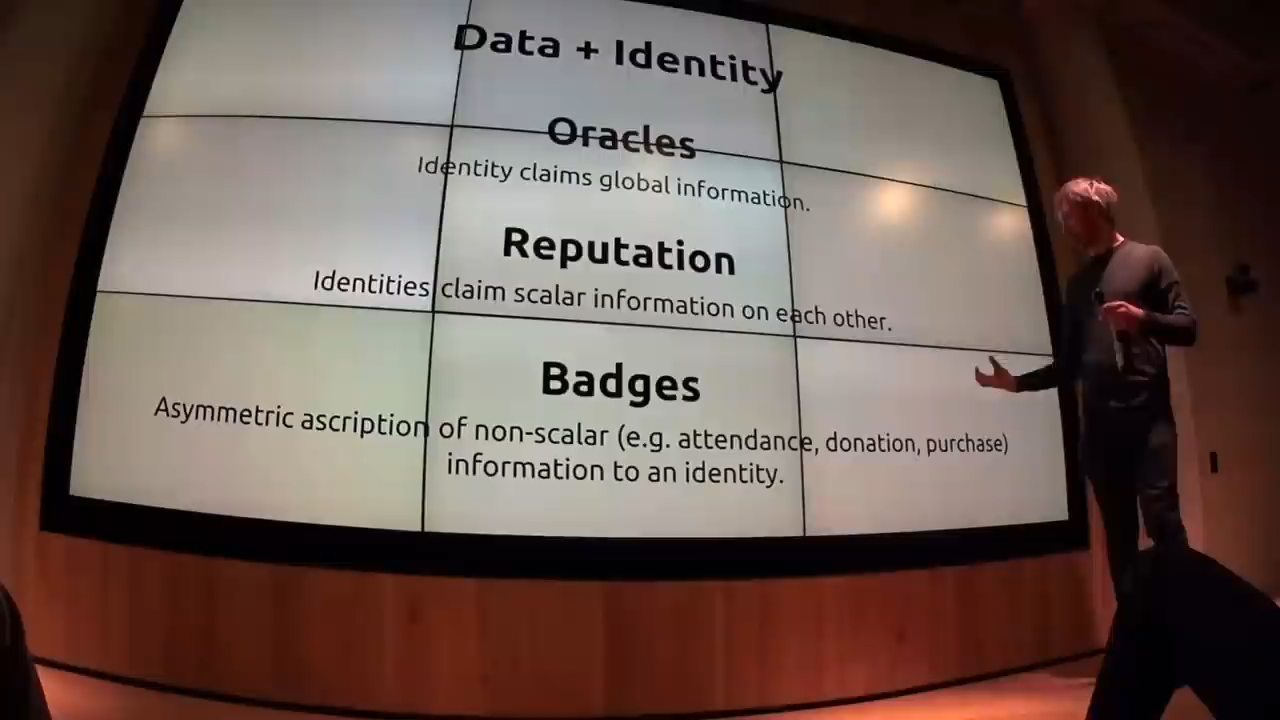 Data + Identity
Oracles
Identity claims global information.
Reputation
Identities claim scalar information on each other.
Badges
Asymmetric ascription of non-scalar (e.g. attendance, donation, purchase)
information to an identity.